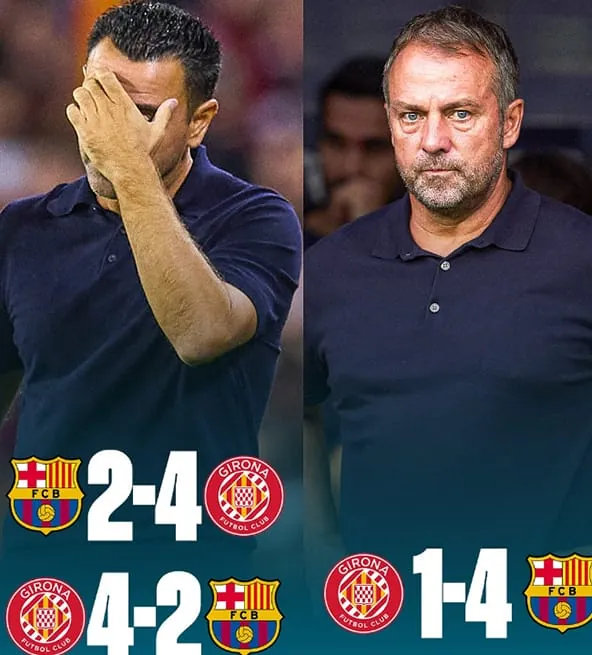 FCB
2-4
GIRONA
FUTBOL CLUB
GIRONA
FUTBOL CLUB
4-2
FCB
GIRONA
FUTBOL CLUB
1-4
FCB